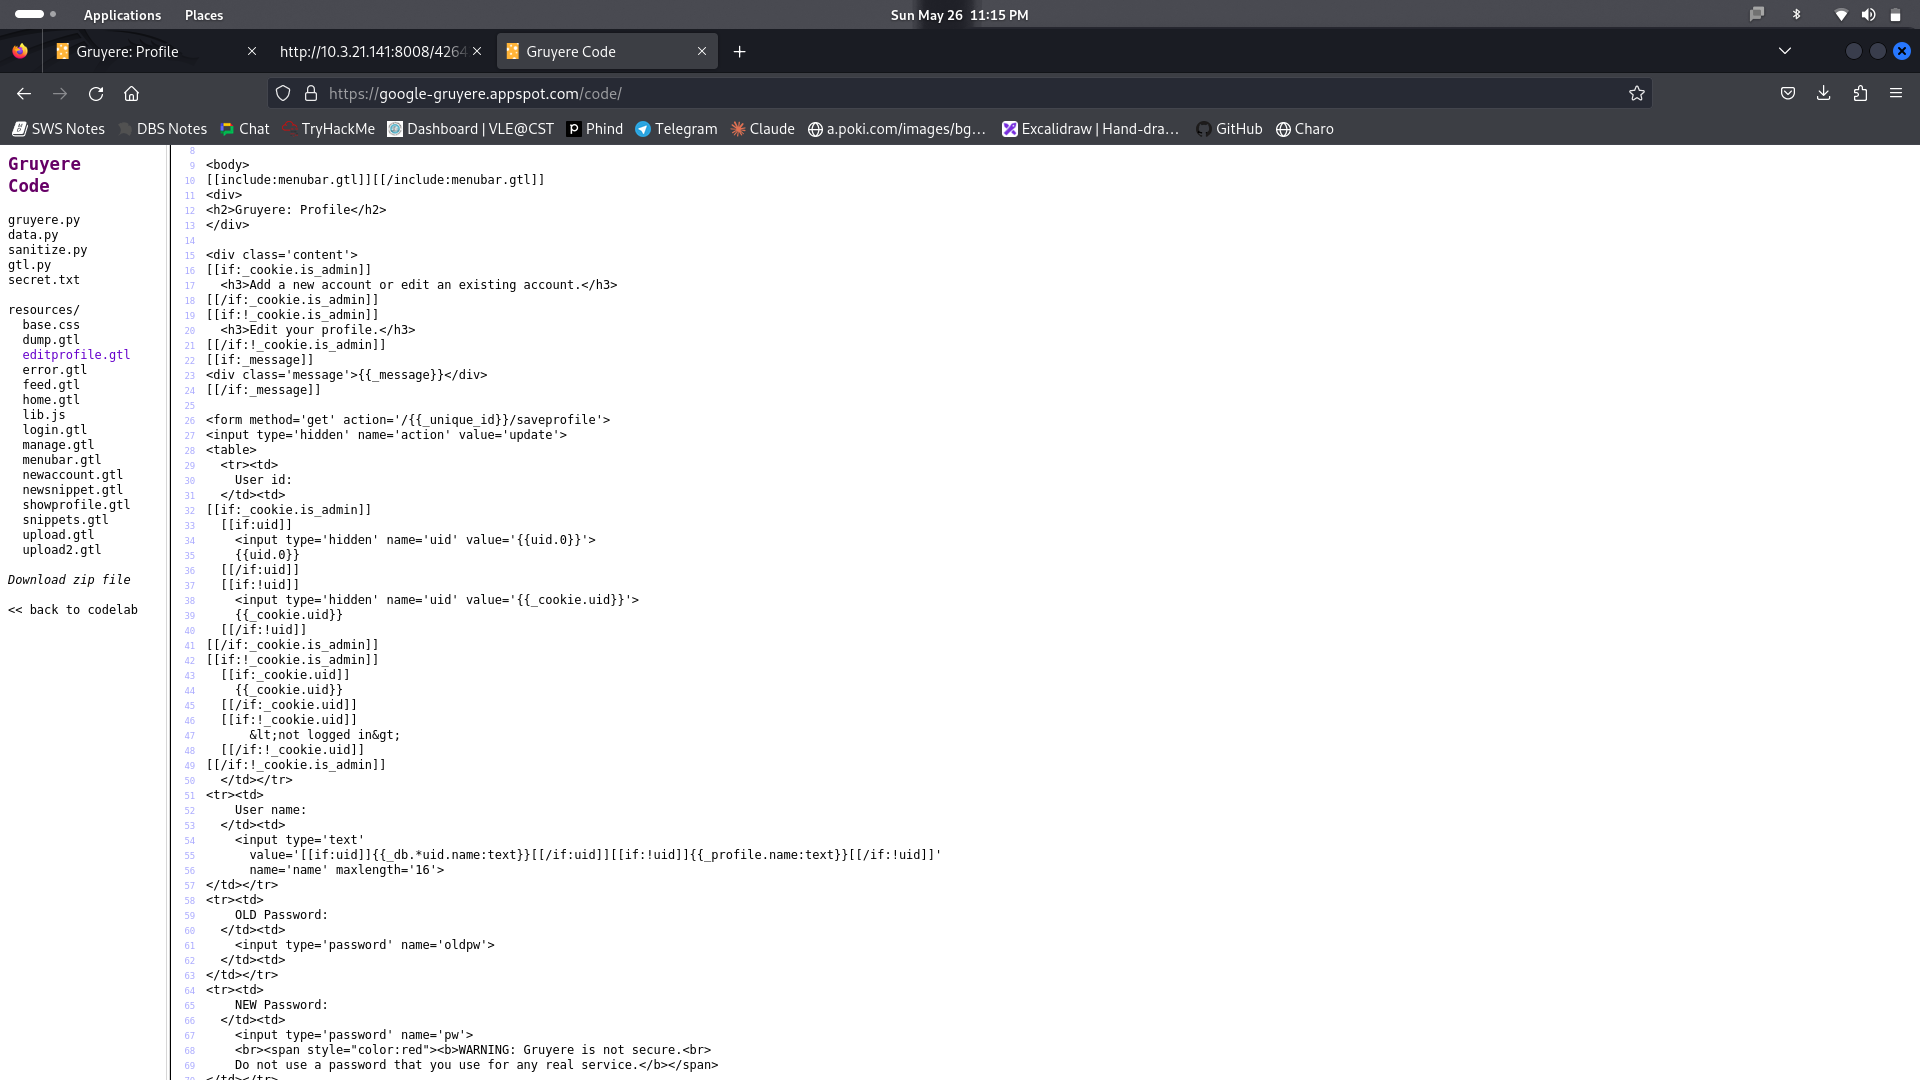 Applications Places Sun May 26 11:15 PM
Gruyere: Profile http://10.3.21.141:8008/4264 Gruyere Code
https://google-gruyere.appspot.com/code/
SWS Notes DBS Notes Chat TryHackMe Dashboard | VLE@CST Phind Telegram Claude a.poki.com/images/bg... Excalidraw | Hand-dra... GitHub Charo
Gruyere
Code
gruyere.py
data.py
sanitize.py
gtl.py
secret.txt
resources/
base.css
dump.gtl
editprofile.gtl
error.gtl
feed.gtl
home.gtl
lib.js
login.gtl
manage.gtl
menubar.gtl
newaccount.gtl
newsnippet.gtl
showprofile.gtl
snippets.gtl
upload.gtl
upload2.gtl
Download zip file
<< back to codelab
8
9 <body>
10 [[include:menubar.gtl]][[/include:menubar.gtl]]
11 <div>
12 <h2>Gruyere: Profile</h2>
13 </div>
14
15 <div class='content'>
16 [[if:_cookie.is_admin]]
17 <h3>Add a new account or edit an existing account.</h3>
18 [[/if:_cookie.is_admin]]
19 [[if:!_cookie.is_admin]]
20 <h3>Edit your profile.</h3>
21 [[/if:!_cookie.is_admin]]
22 [[if:_message]]
23 <div class='message'>{{_message}}</div>
24 [[/if:_message]]
25
26 <form method='get' action='/{{_unique_id}}/saveprofile'>
27 <input type='hidden' name='action' value='update'>
28 <table>
29 <tr><td>
30 User id:
31 </td><td>
32 [[if:_cookie.is_admin]]
33 [[if:uid]]
34 <input type='hidden' name='uid' value='{{uid.0}}'>
35 {{uid.0}}
36 [[/if:uid]]
37 [[if:!uid]]
38 <input type='hidden' name='uid' value='{{_cookie.uid}}'>
39 {{_cookie.uid}}
40 [[/if:!uid]]
41 [[/if:_cookie.is_admin]]
42 [[if:!_cookie.is_admin]]
43 [[if:_cookie.uid]]
44 {{_cookie.uid}}
45 [[/if:_cookie.uid]]
46 [[if:!_cookie.uid]]
47 &lt;not logged in&gt;
48 [[/if:!_cookie.uid]]
49 [[/if:!_cookie.is_admin]]
50 </td></tr>
51 <tr><td>
52 User name:
53 </td><td>
54 <input type='text'
55 value='[[if:uid]]{{_db.*uid.name:text}}[[/if:uid]][[if:!uid]]{{_profile.name:text}}[[/if:!uid]]'
56 name='name' maxlength='16'>
57 </td></tr>
58 <tr><td>
59 OLD Password:
60 </td><td>
61 <input type='password' name='oldpw'>
62 </td><td>
63 </td></tr>
64 <tr><td>
65 NEW Password:
66 </td><td>
67 <input type='password' name='pw'>
68 <br><span style="color:red"><b>WARNING: Gruyere is not secure.<br>
69 Do not use a password that you use for any real service.</b></span>
70 </td></tr>